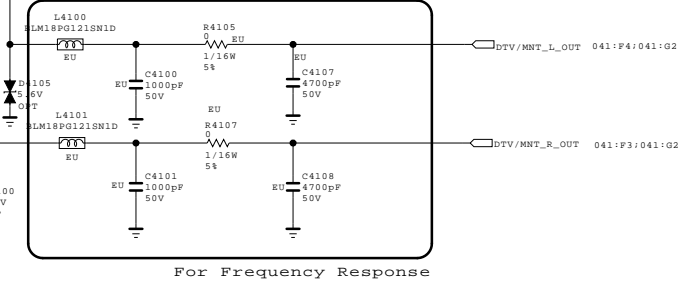 L4100
BLM18PG121SN1D
EU
R4105
0
EU
1/16W
5%
DTV/MNT_L_OUT 041:F4;041:G2
D4105
5.6V
OPT
EU
C4100
1000pF
50V
EU
C4107
4700pF
50V
L4101
BLM18PG121SN1D
EU
EU
R4107
0
1/16W
5%
DTV/MNT_R_OUT 041:F3;041:G2
EU
C4101
1000pF
50V
EU
C4108
4700pF
50V
00
V
For Frequency Response